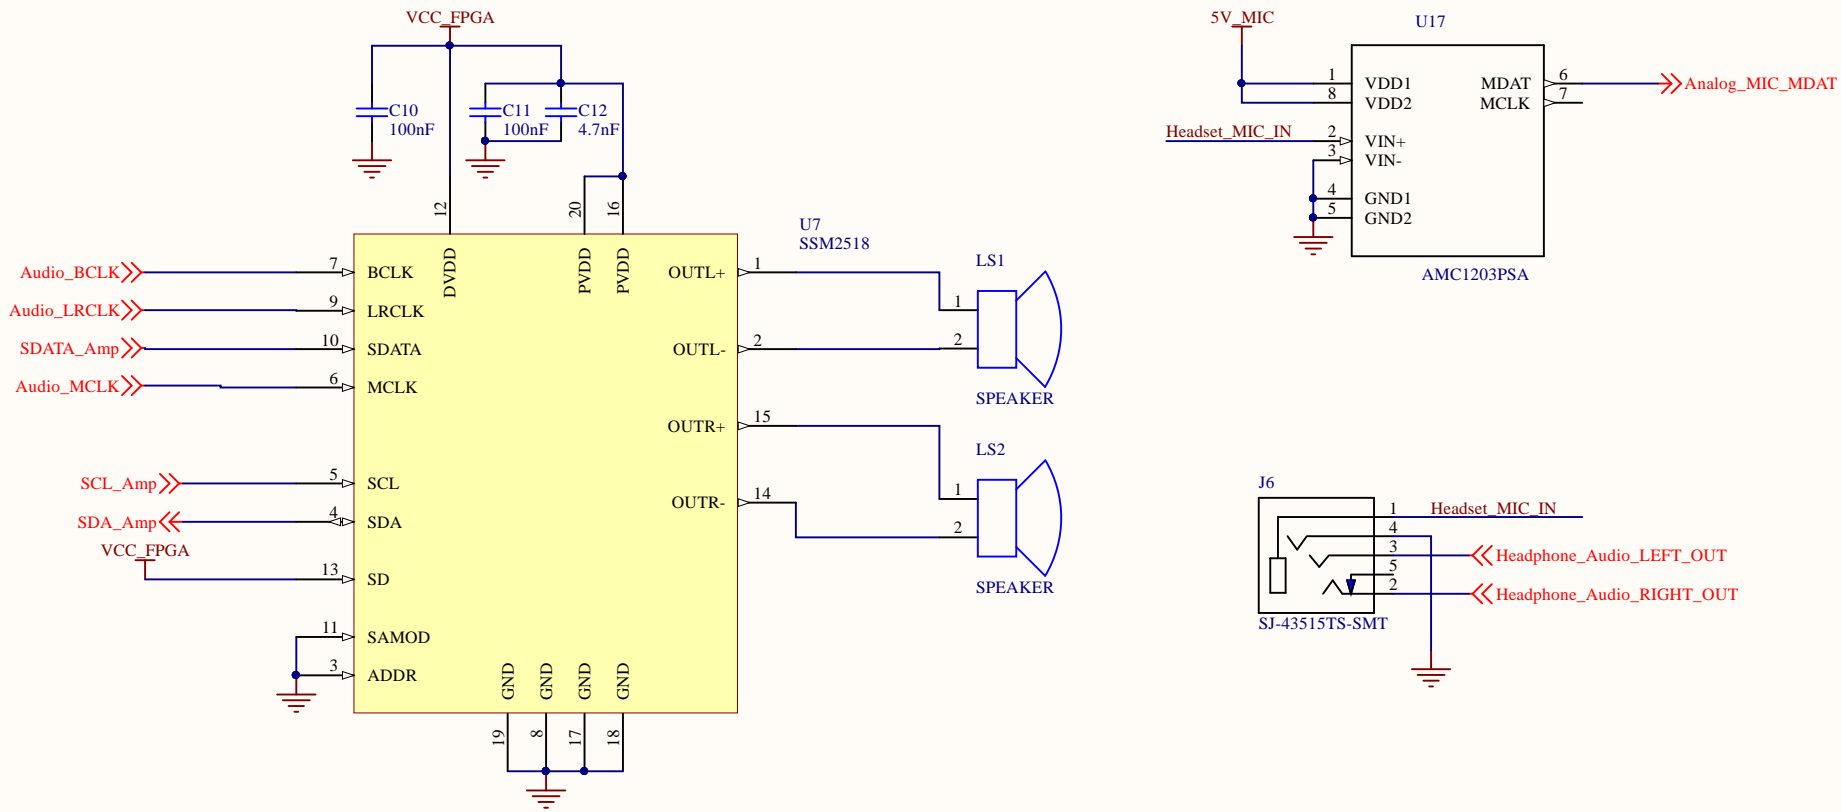 VCC_FPGA
C10
100nF
C11
100nF
C12
4.7nF
12
20
16
U7
SSM2518
Audio_BCLK
7
BCLK
Audio_LRCLK
9
LRCLK
SDATA_Amp
10
SDATA
Audio_MCLK
6
MCLK
SCL_Amp
5
SCL
SDA_Amp
4
SDA
VCC_FPGA
13
SD
11
SAMOD
3
ADDR
DVDD
PVDD
PVDD
OUTL+
1
OUTL-
2
OUTR+
15
OUTR-
14
GND
GND
GND
GND
19
8
17
18
LS1
1
2
SPEAKER
LS2
1
2
SPEAKER
5V_MIC
U17
1
VDD1
8
VDD2
Headset_MIC_IN
2
VIN+
3
VIN-
4
GND1
5
GND2
MDAT
6
Analog_MIC_MDAT
MCLK
7
AMC1203PSA
J6
1
Headset_MIC_IN
4
3
Headphone_Audio_LEFT_OUT
5
2
Headphone_Audio_RIGHT_OUT
SJ-43515TS-SMT